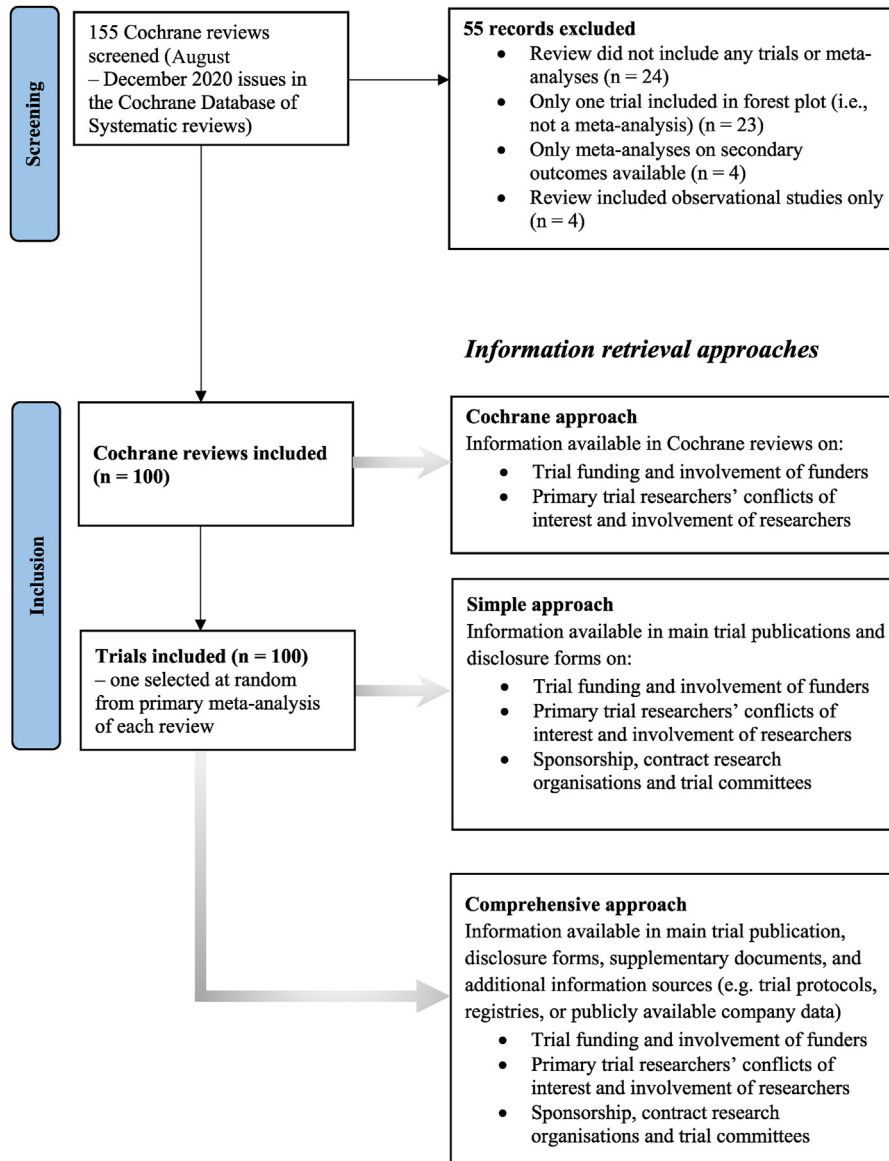 Screening
155 Cochrane reviews
screened (August
– December 2020 issues in
the Cochrane Database of
Systematic reviews)
55 records excluded
• Review did not include any trials or meta-
analyses (n = 24)
• Only one trial included in forest plot (i.e.,
not a meta-analysis) (n = 23)
• Only meta-analyses on secondary
outcomes available (n = 4)
• Review included observational studies only
(n = 4)
Information retrieval approaches
Inclusion
Cochrane reviews included
(n = 100)
Cochrane approach
Information available in Cochrane reviews on:
• Trial funding and involvement of funders
• Primary trial researchers’ conflicts of
interest and involvement of researchers
Trials included (n = 100)
– one selected at random
from primary meta-analysis
of each review
Simple approach
Information available in main trial publications and
disclosure forms on:
• Trial funding and involvement of funders
• Primary trial researchers’ conflicts of
interest and involvement of researchers
• Sponsorship, contract research
organisations and trial committees
Comprehensive approach
Information available in main trial publication,
disclosure forms, supplementary documents, and
additional information sources (e.g. trial protocols,
registries, or publicly available company data)
• Trial funding and involvement of funders
• Primary trial researchers’ conflicts of
interest and involvement of researchers
• Sponsorship, contract research
organisations and trial committees